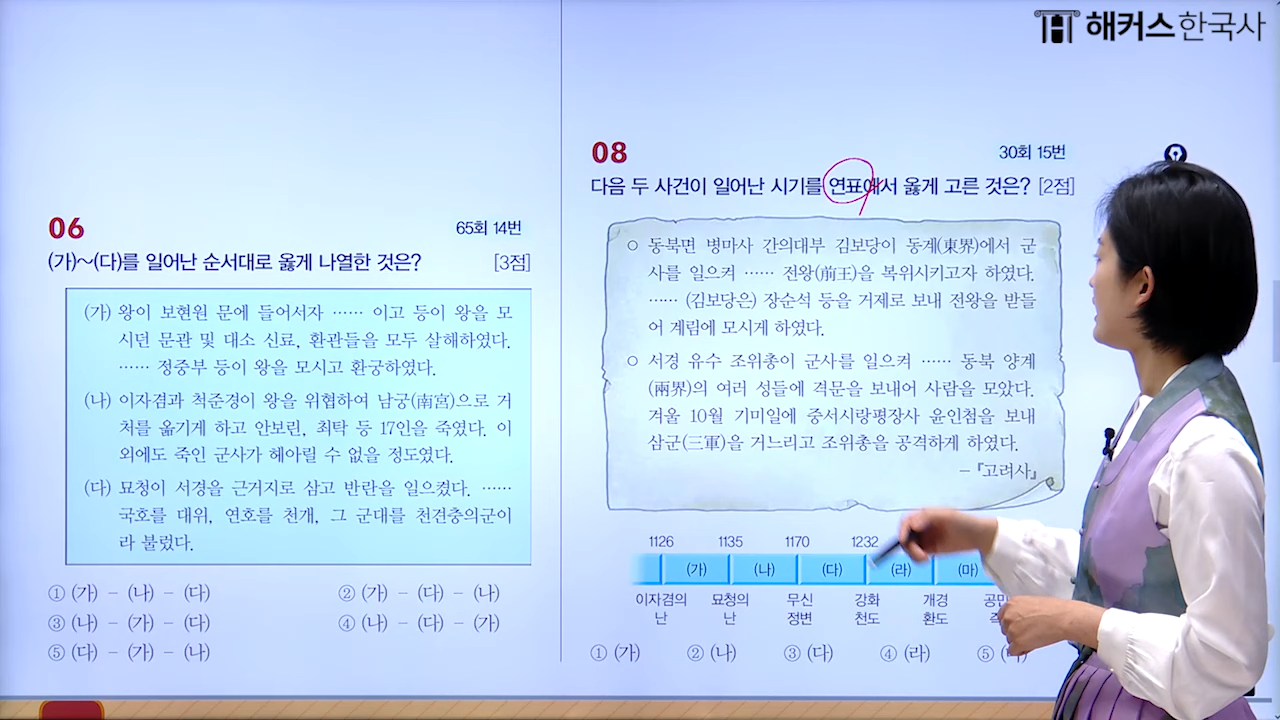 해커스한국사
06
65회 14번
(가)~(다)를 일어난 순서대로 옳게 나열한 것은?
[3점]
(가) 왕이 보현원 문에 들어서자 …… 이고 등이 왕을 모
시던 문관 및 대소 신료, 환관들을 모두 살해하였다.
…… 정중부 등이 왕을 모시고 환궁하였다.
(나) 이자겸과 척준경이 왕을 위협하여 남궁(南宮)으로 거
처를 옮기게 하고 안보린, 최탁 등 17인을 죽였다. 이
외에도 죽인 군사가 헤아릴 수 없을 정도였다.
(다) 묘청이 서경을 근거지로 삼고 반란을 일으켰다. ……
국호를 대위, 연호를 천개, 그 군대를 천견충의군이
라 불렀다.
① (가) - (나) - (다)
② (가) - (다) - (나)
③ (나) - (가) - (다)
④ (나) - (다) - (가)
⑤ (다) - (가) - (나)
08
30회 15번
다음 두 사건이 일어난 시기를 연표에서 옳게 고른 것은? [2점]
○ 동북면 병마사 간의대부 김보당이 동계(東界)에서 군
사를 일으켜 …… 전왕(前王)을 복위시키고자 하였다.
…… (김보당은) 장순석 등을 거제로 보내 전왕을 받들
어 계림에 모시게 하였다.
○ 서경 유수 조위총이 군사를 일으켜 …… 동북 양계
(兩界)의 여러 성들에 격문을 보내어 사람을 모았다.
겨울 10월 기미일에 중서시랑평장사 윤인첨을 보내
삼군(三軍)을 거느리고 조위총을 공격하게 하였다.
-『고려사』
1126 1135 1170 1232
(가) (나) (다) (라) (마)
이자겸의 묘청의 무신 강화 개경
난 난 정변 천도 환도
① (가) ② (나) ③ (다) ④ (라) ⑤